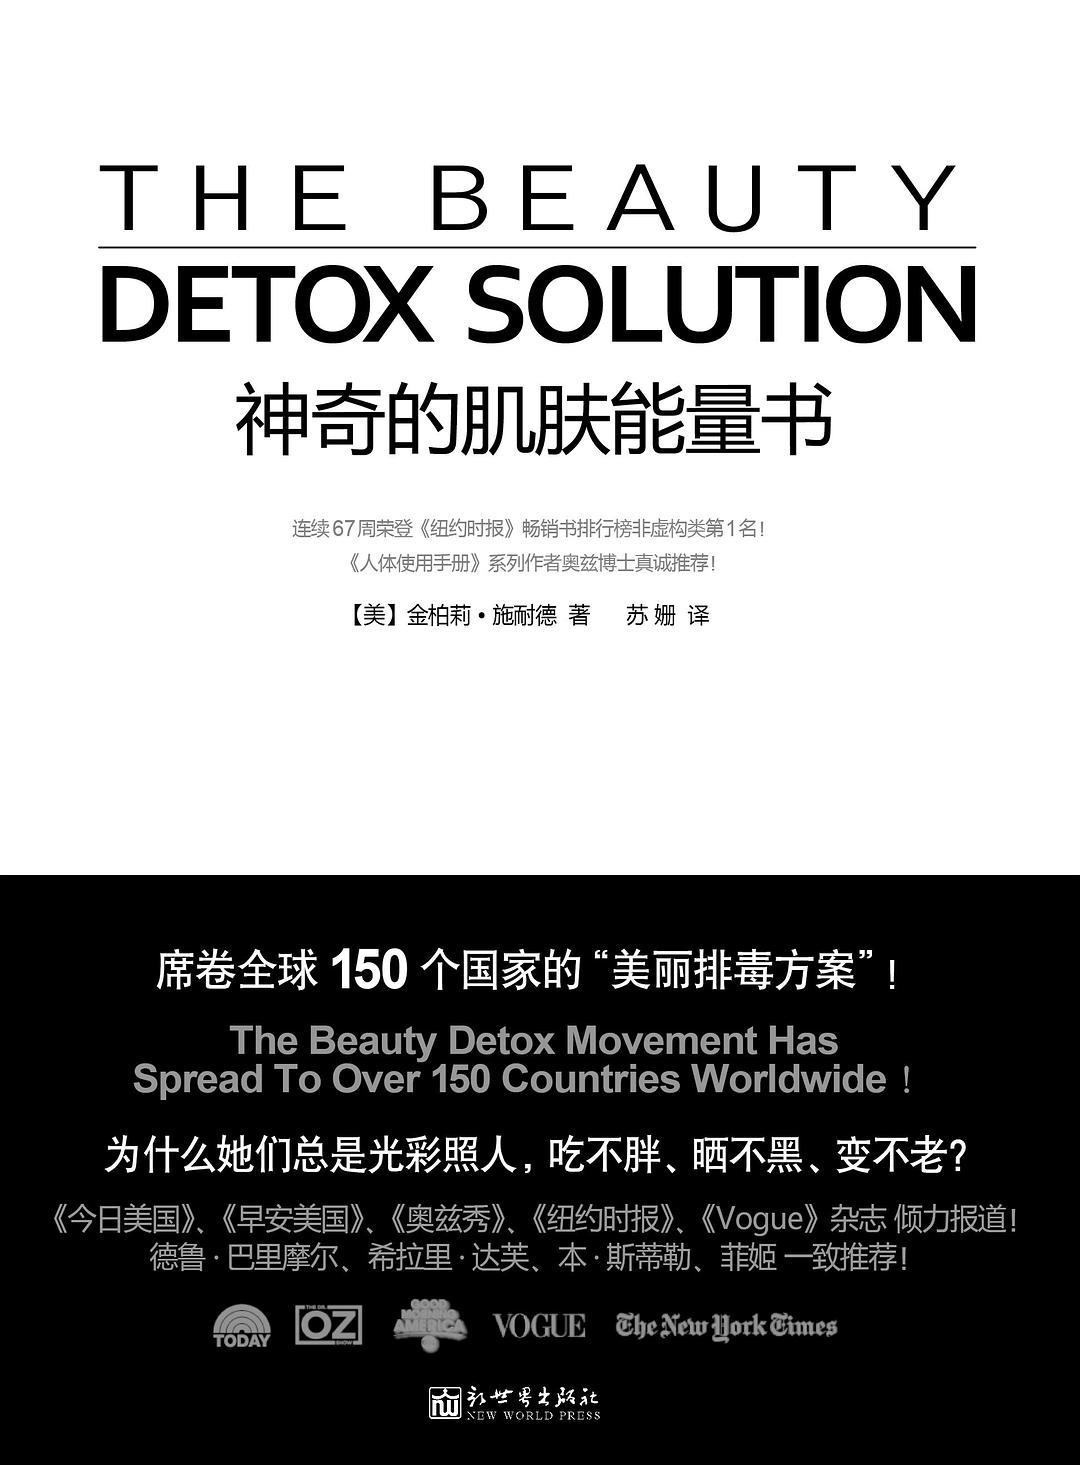 THE BEAUTY
DETOX SOLUTION
神奇的肌肤能量书
连续67周荣登《纽约时报》畅销书排行榜非虚构类第1名!
《人体使用手册》系列作者奥兹博士真诚推荐!
【美】金柏莉·施耐德 著 苏姗 译
席卷全球 150 个国家的“美丽排毒方案”!
The Beauty Detox Movement Has
Spread To Over 150 Countries Worldwide !
为什么她们总是光彩照人,吃不胖、晒不黑、变不老?
《今日美国》、《早安美国》、《奥兹秀》、《纽约时报》、《Vogue》杂志 倾力报道!
德鲁·巴里摩尔、希拉里·达芙、本·斯蒂勒、菲姬 一致推荐!
TODAY THE DR. OZ SHOW GOOD MORNING AMERICA VOGUE The New York Times
新世界出版社
NEW WORLD PRESS